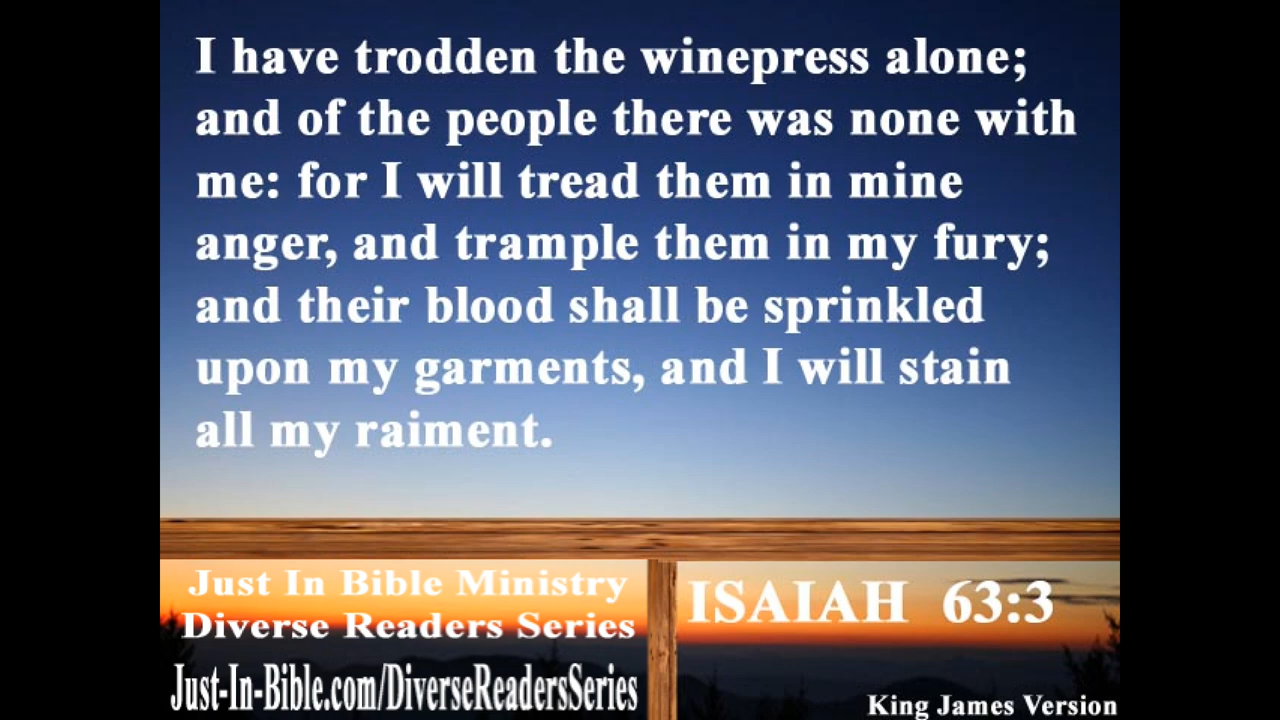 I have trodden the winepress alone;
and of the people there was none with
me: for I will tread them in mine
anger, and trample them in my fury;
and their blood shall be sprinkled
upon my garments, and I will stain
all my raiment.
Just In Bible Ministry
Diverse Readers Series
Just-In-Bible.com/DiverseReadersSeries
ISAIAH 63:3
King James Version